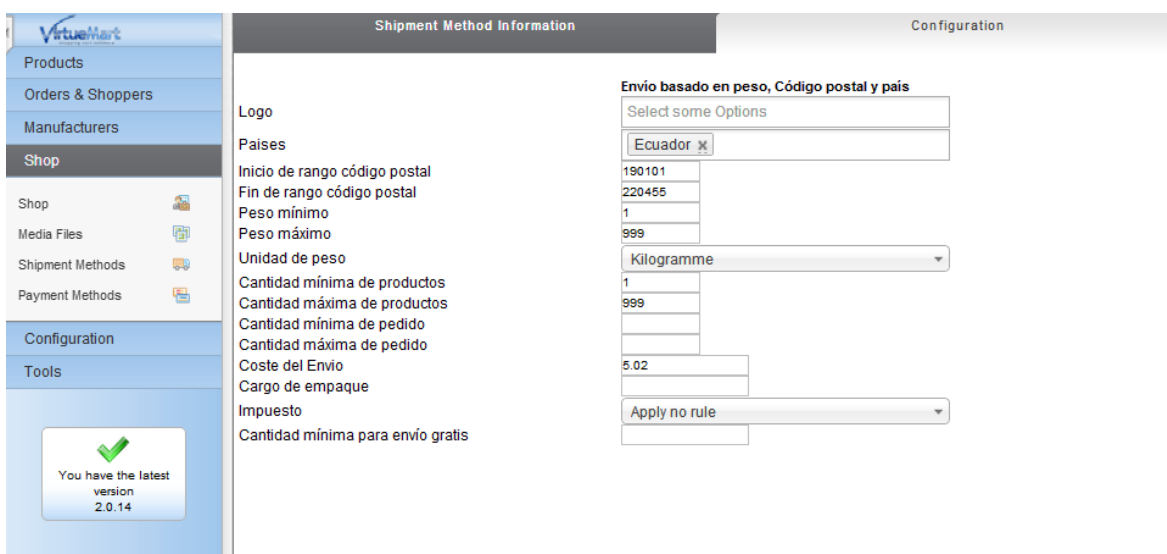 VirtueMart
Shipment Method Information
Configuration
Products
Orders & Shoppers
Manufacturers
Shop
Shop
Media Files
Shipment Methods
Payment Methods
Configuration
Tools
You have the latest
version
2.0.14
Envío basado en peso, Código postal y país
Logo Select some Options
Paises Ecuador x
Inicio de rango código postal 190101
Fin de rango código postal 220455
Peso mínimo 1
Peso máximo 999
Unidad de peso Kilogramme
Cantidad mínima de productos 1
Cantidad máxima de productos 999
Cantidad mínima de pedido
Cantidad máxima de pedido
Coste del Envio 5.02
Cargo de empaque
Impuesto Apply no rule
Cantidad mínima para envío gratis